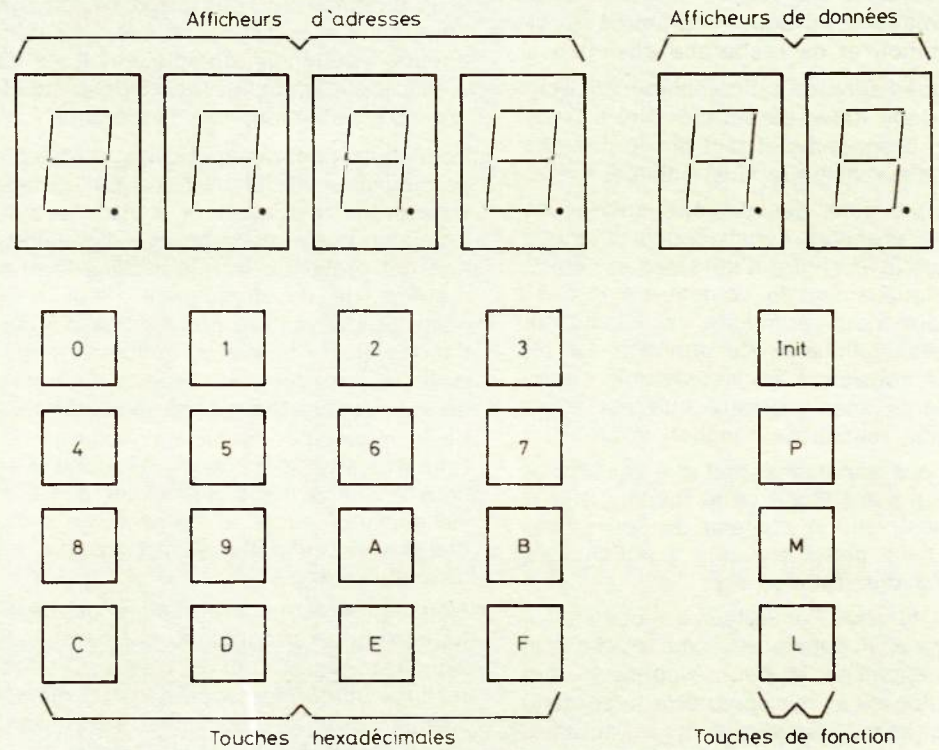 Afficheurs d'adresses Afficheurs de données
0 1 2 3 Init
4 5 6 7 P
8 9 A B M
C D E F L
Touches hexadécimales Touches de fonction